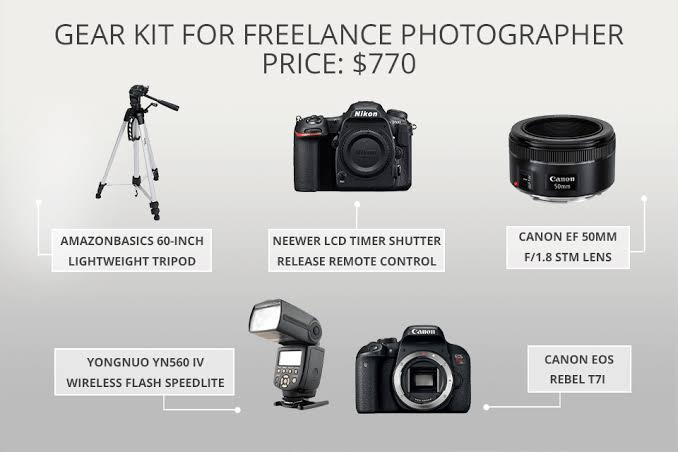 GEAR KIT FOR FREELANCE PHOTOGRAPHER
PRICE: $770
Nikon
Canon
50mm
AMAZONBASICS 60-INCH
LIGHTWEIGHT TRIPOD
NEEWER LCD TIMER SHUTTER
RELEASE REMOTE CONTROL
CANON EF 50MM
F/1.8 STM LENS
Canon
YONGNUO YN560 IV
WIRELESS FLASH SPEEDLITE
CANON EOS
REBEL T7I